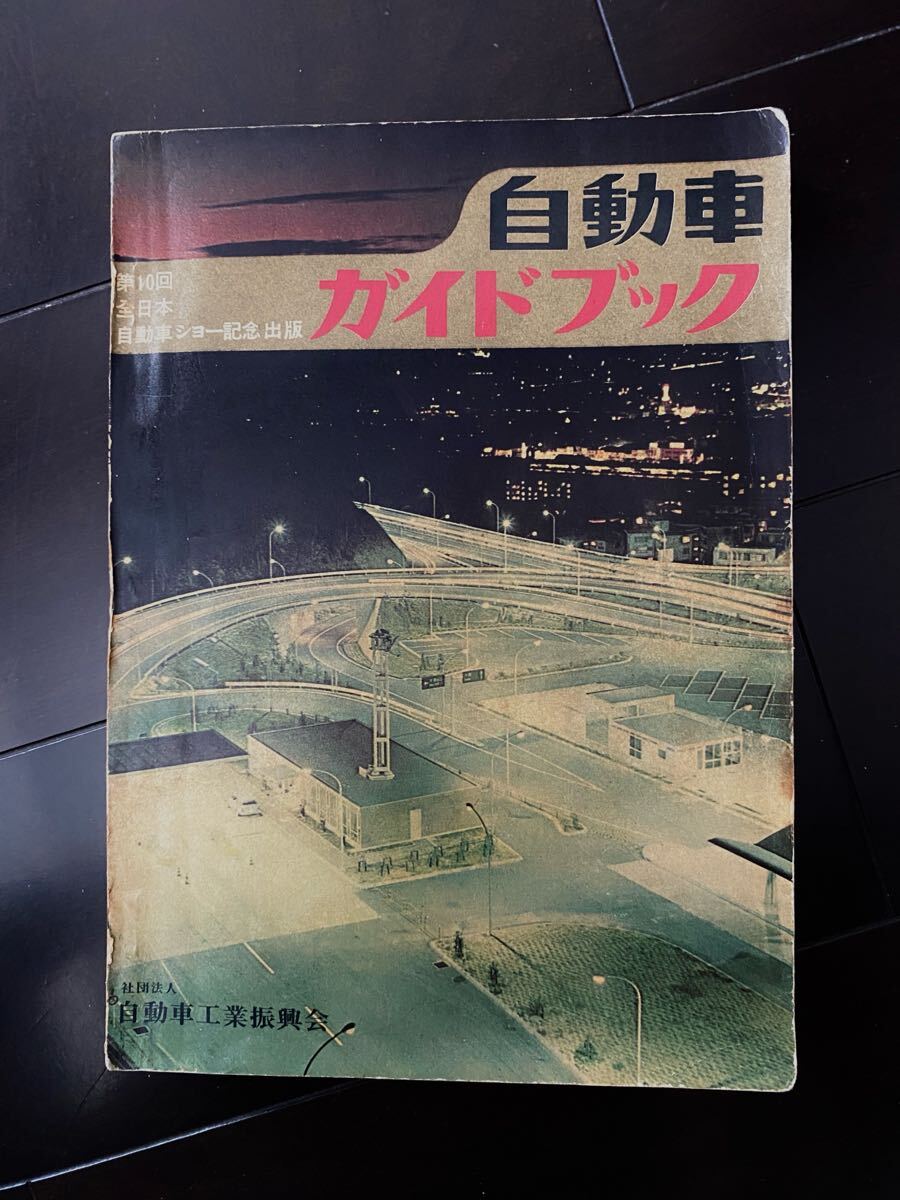 自動車
ガイドブック
第10回
全日本
自動車ショー記念出版
社団法人
自動車工業振興会